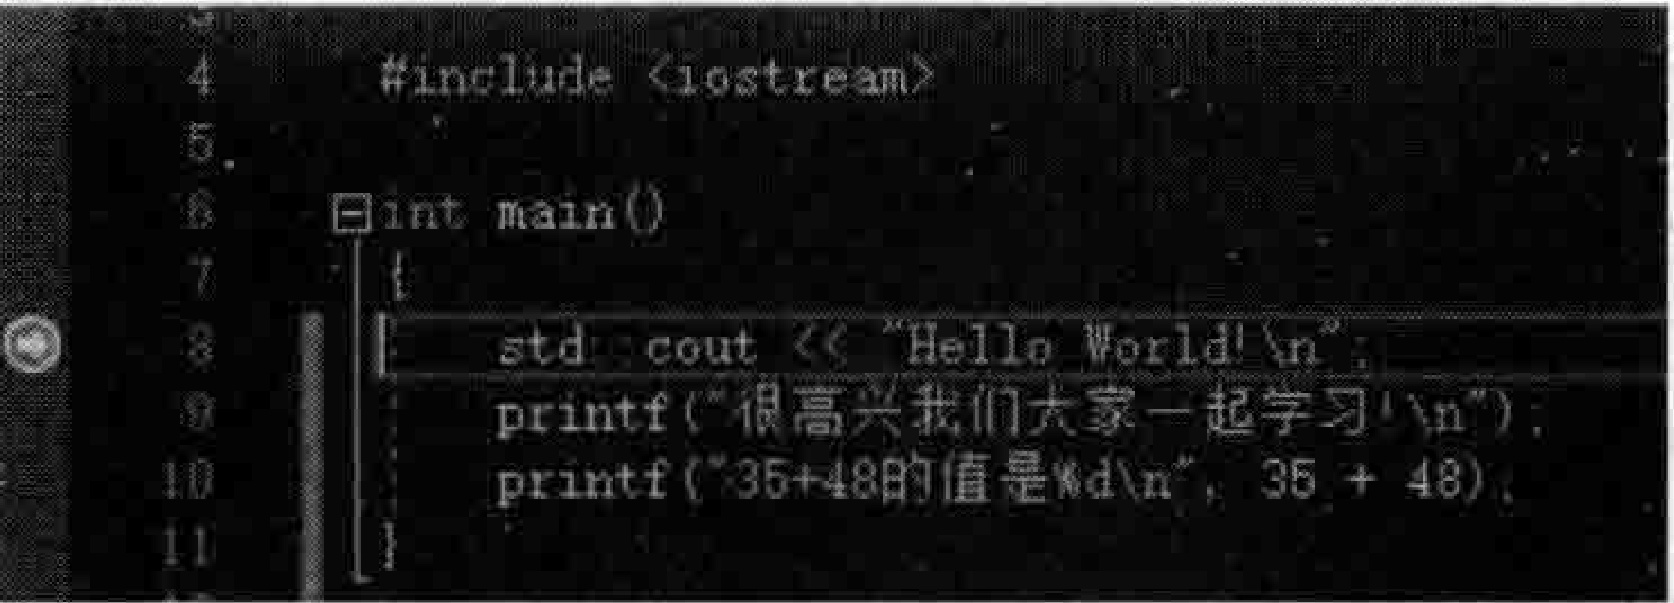 3
4 #include <iostream>
5
6 int main()
7 {
8 std::cout << "Hello World!\n";
9 printf("很高兴我们大家一起学习!\n");
10 printf("35+48的值是%d\n", 35 + 48);
11 }